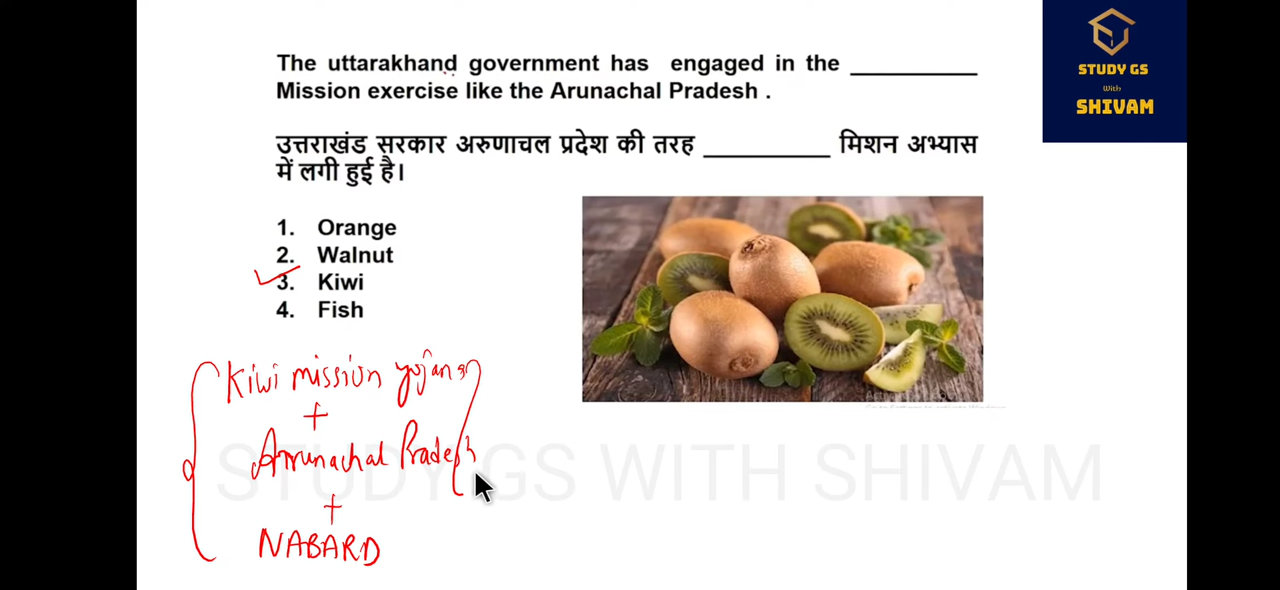 The uttarakhand government has engaged in the __________
Mission exercise like the Arunachal Pradesh .
उत्तराखंड सरकार अरुणाचल प्रदेश की तरह __________ मिशन अभ्यास
में लगी हुई है।
1. Orange
2. Walnut
3. Kiwi
4. Fish
Kiwi mission yojana
+
Arrunachal Pradesh
+
NABARD
STUDY GS
With
SHIVAM
STUDY GS WITH SHIVAM